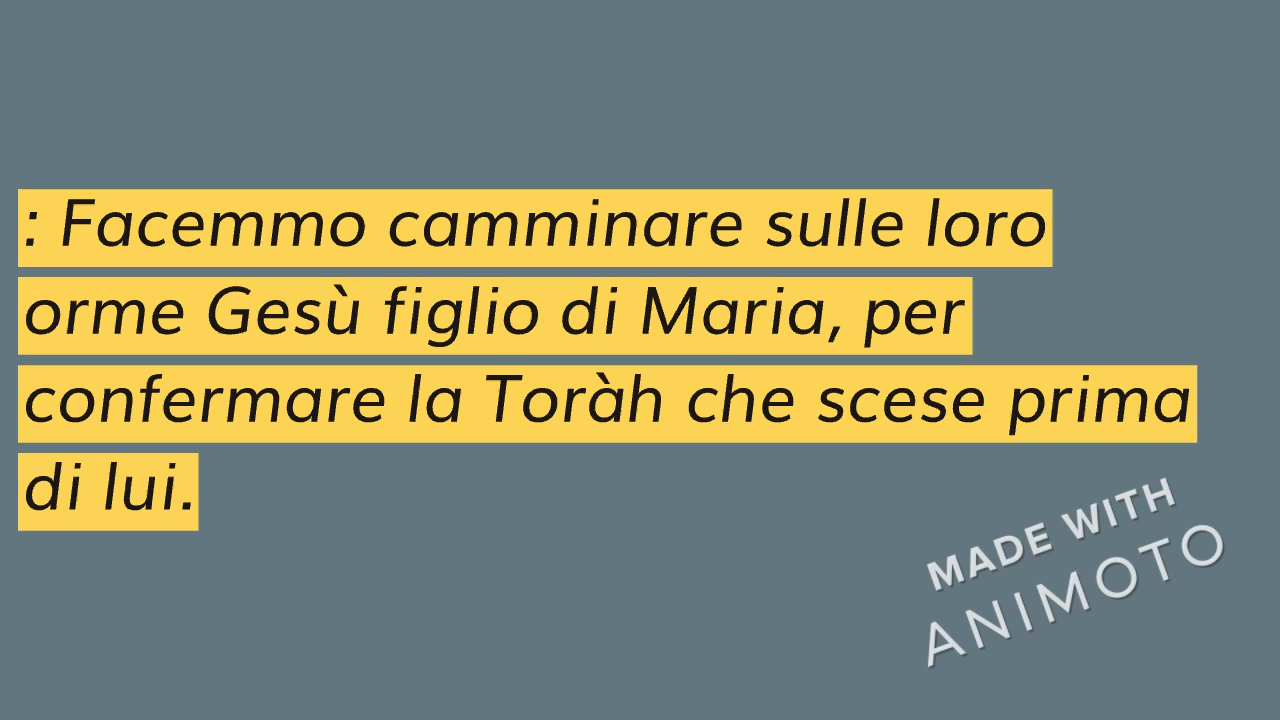 : Facemmo camminare sulle loro
orme Gesù figlio di Maria, per
confermare la Toràh che scese prima
di lui.
MADE WITH
ANIMOTO